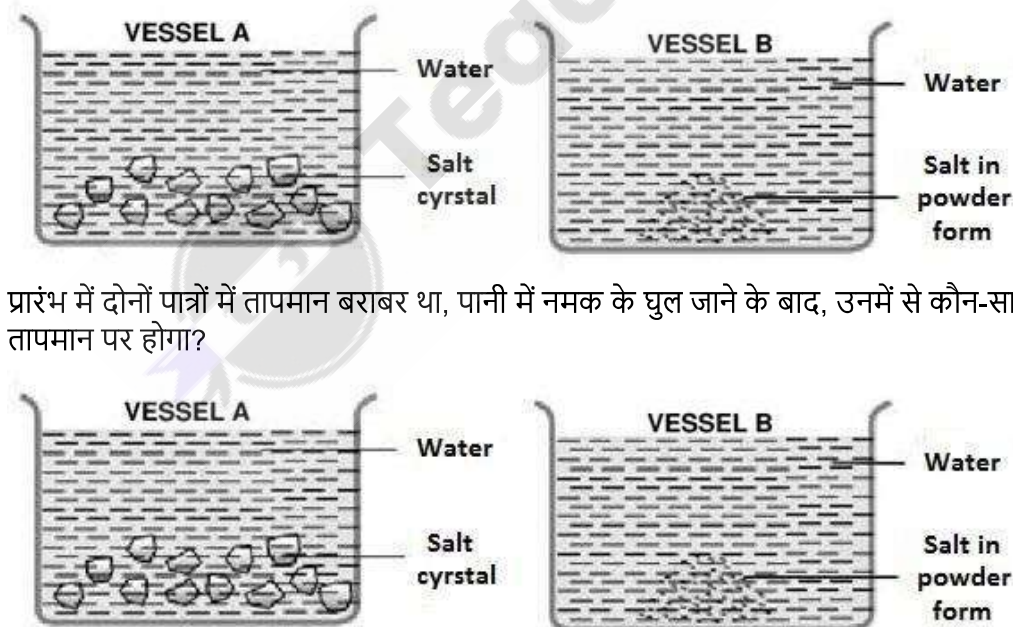 VESSEL A
Water
Salt
cyrstal
VESSEL B
Water
Salt in
powder
form
प्रारंभ में दोनों पात्रों में तापमान बराबर था, पानी में नमक के घुल जाने के बाद, उनमें से कौन-सा
तापमान पर होगा?
VESSEL A
Water
Salt
cyrstal
VESSEL B
Water
Salt in
powder
form